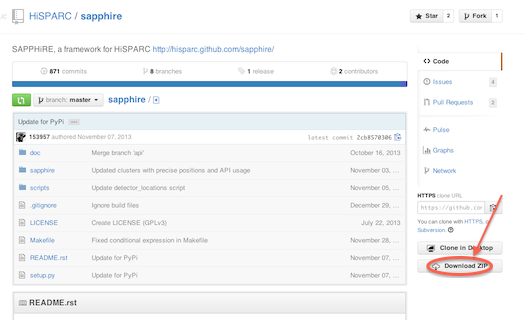 HiSPARC / sapphire
Star 2
Fork 1
SAPPHiRE, a framework for HiSPARC http://hisparc.github.com/sapphire/
871 commits
8 branches
1 release
2 contributors
branch: master
sapphire /
Update for PyPi
153957 authored November 07, 2013
latest commit 2cb8570306
doc Merge branch 'api' October 16, 2013
sapphire Updated clusters with precise positions and API usage November 03, ...
scripts Update detector_locations script November 05, ...
.gitignore Ignore build files December 29, ...
LICENSE Create LICENSE (GPLv3) July 22, 2013
Makefile Fixed conditional expression in Makefile November 28, ...
README.rst Update for PyPi November 07, ...
setup.py Update for PyPi November 07, ...
README.rst
Code
Issues 4
Pull Requests 2
Pulse
Graphs
Network
HTTPS clone URL
https://github.com
You can clone with HTTPS,
Subversion.
Clone in Desktop
Download ZIP